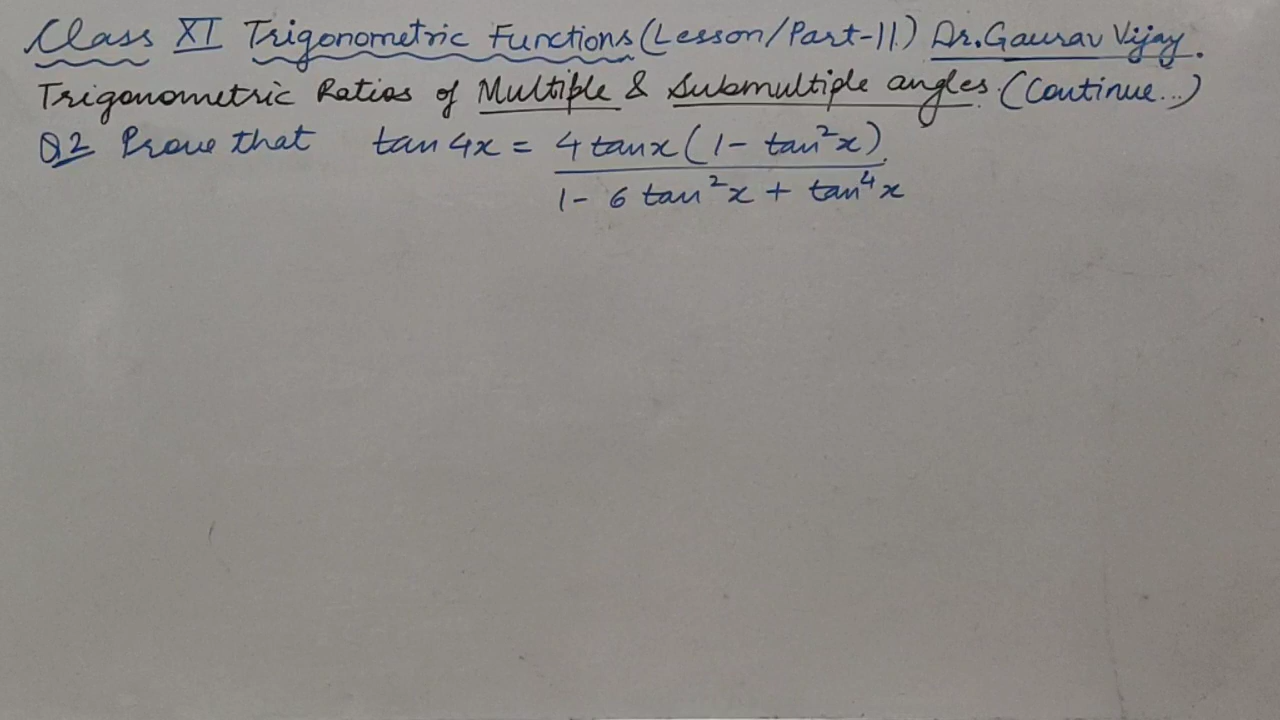 Class XI Trigonometric Functions (Lesson/Part-11) Dr. Gaurav Vijay.
Trigonometric Ratios of Multiple & Submultiple angles. (Continue...)
Q2 Prove that tan 4x = 4 tan x (1 - tan²x)
1 - 6 tan²x + tan⁴x